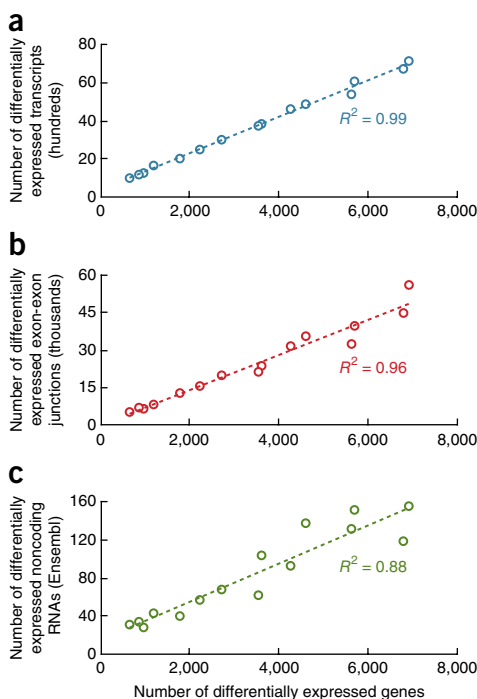 a
Number of differentially
expressed transcripts
(hundreds)
80
60
40
20
0
R² = 0.99
0 2,000 4,000 6,000 8,000
b
Number of differentially
expressed exon-exon
junctions (thousands)
60
45
30
15
0
R² = 0.96
0 2,000 4,000 6,000 8,000
c
Number of differentially
expressed noncoding
RNAs (Ensembl)
160
120
80
40
0
R² = 0.88
0 2,000 4,000 6,000 8,000
Number of differentially expressed genes